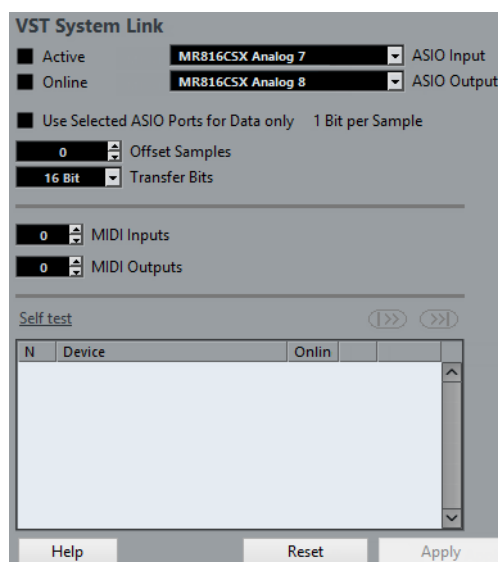 VST System Link
Active MR816CSX Analog 7 ASIO Input
Online MR816CSX Analog 8 ASIO Output
Use Selected ASIO Ports for Data only 1 Bit per Sample
0 Offset Samples
16 Bit Transfer Bits
0 MIDI Inputs
0 MIDI Outputs
Self test
N Device Onlin
Help Reset Apply